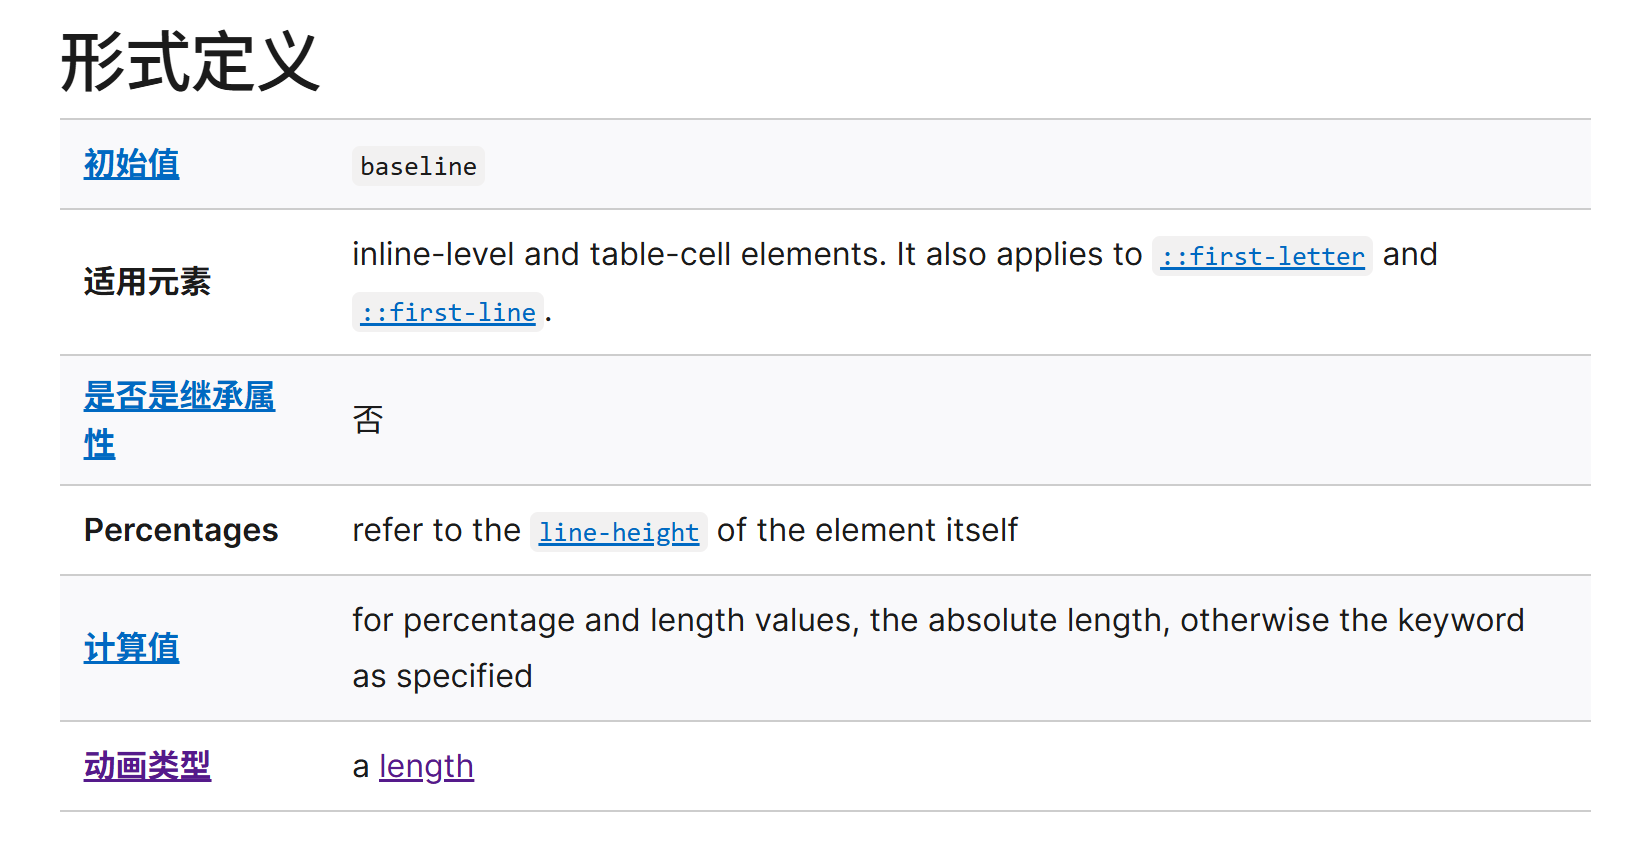 形式定义
初始值 baseline
适用元素 inline-level and table-cell elements. It also applies to ::first-letter and
::first-line.
是否是继承属
性
否
Percentages refer to the line-height of the element itself
计算值 for percentage and length values, the absolute length, otherwise the keyword
as specified
动画类型 a length